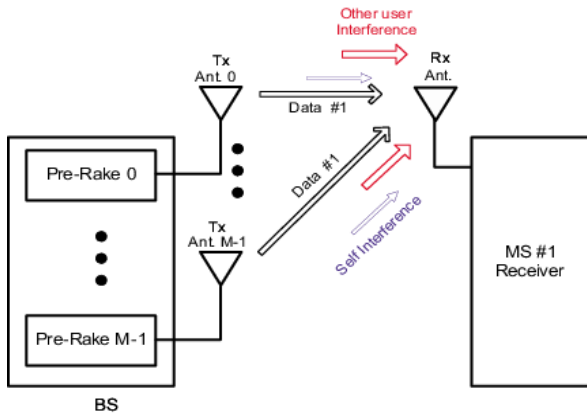 Other user
Interference
Tx
Ant. 0
Rx
Ant.
Data #1
Pre-Rake 0
Data #1
Tx
Ant. M-1
Self Interference
MS #1
Receiver
Pre-Rake M-1
BS